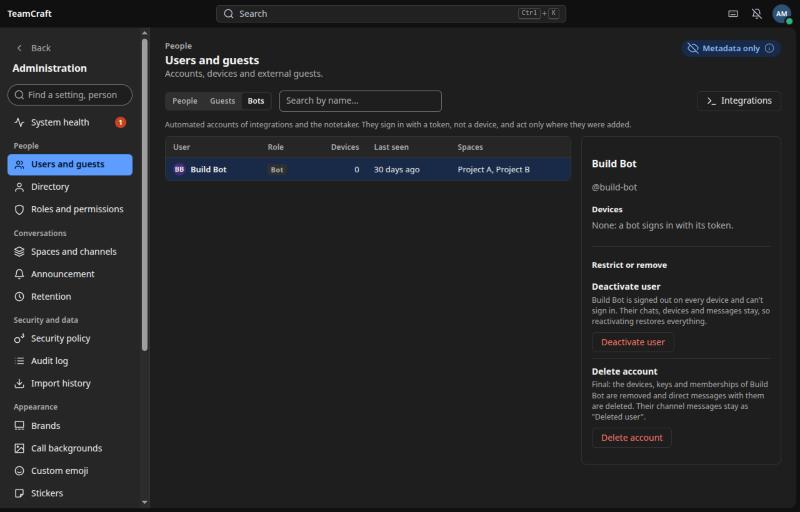 TeamCraft
Search
Ctrl + K
AM
Back
Administration
Find a setting, person
System health
1
People
Users and guests
Directory
Roles and permissions
Conversations
Spaces and channels
Announcement
Retention
Security and data
Security policy
Audit log
Import history
Appearance
Brands
Call backgrounds
Custom emoji
Stickers
People
Users and guests
Accounts, devices and external guests.
Metadata only
People Guests Bots
Search by name...
Integrations
Automated accounts of integrations and the notetaker. They sign in with a token, not a device, and act only where they were added.
User Role Devices Last seen Spaces
BB Build Bot Bot 0 30 days ago Project A, Project B
Build Bot
@build-bot
Devices
None: a bot signs in with its token.
Restrict or remove
Deactivate user
Build Bot is signed out on every device and can't
sign in. Their chats, devices and messages stay, so
reactivating restores everything.
Deactivate user
Delete account
Final: the devices, keys and memberships of Build
Bot are removed and direct messages with them
are deleted. Their channel messages stay as
"Deleted user".
Delete account